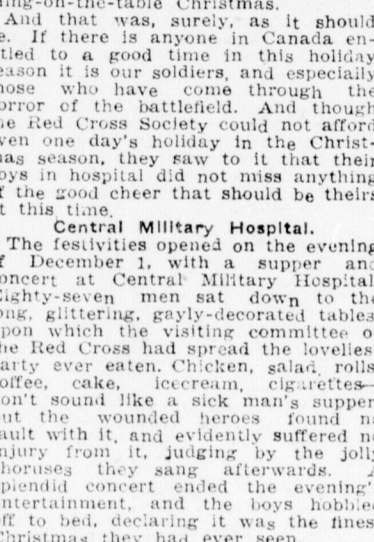 ning-on-the-table Christmas.
And that was, surely, as it should
e. If there is anyone in Canada en-
tled to a good time in this holiday
eason it is our soldiers, and especially
hose who have come through the
orror of the battlefield. And though
he Red Cross Society could not afford
ven one day's holiday in the Christ-
mas season, they saw to it that their
oys in hospital did not miss anything
f the good cheer that should be theirs
t this time.
Central Military Hospital.
The festivities opened on the evening
f December 1, with a supper and
oncert at Central Military Hospital
Eighty-seven men sat down to the
ong, glittering, gayly-decorated tables
pon which the visiting committee o
he Red Cross had spread the lovelies
arty ever eaten. Chicken, salad, rolls
offee, cake, icecream, cigarettes—
on't sound like a sick man's supper
ut the wounded heroes found n
ault with it, and evidently suffered n
njury from it, judging by the joll
horuses they sang afterwards. A
plendid concert ended the evening'
ntertainment, and the boys hobbled
ff to bed, declaring it was the fines
Christmas they had ever seen.